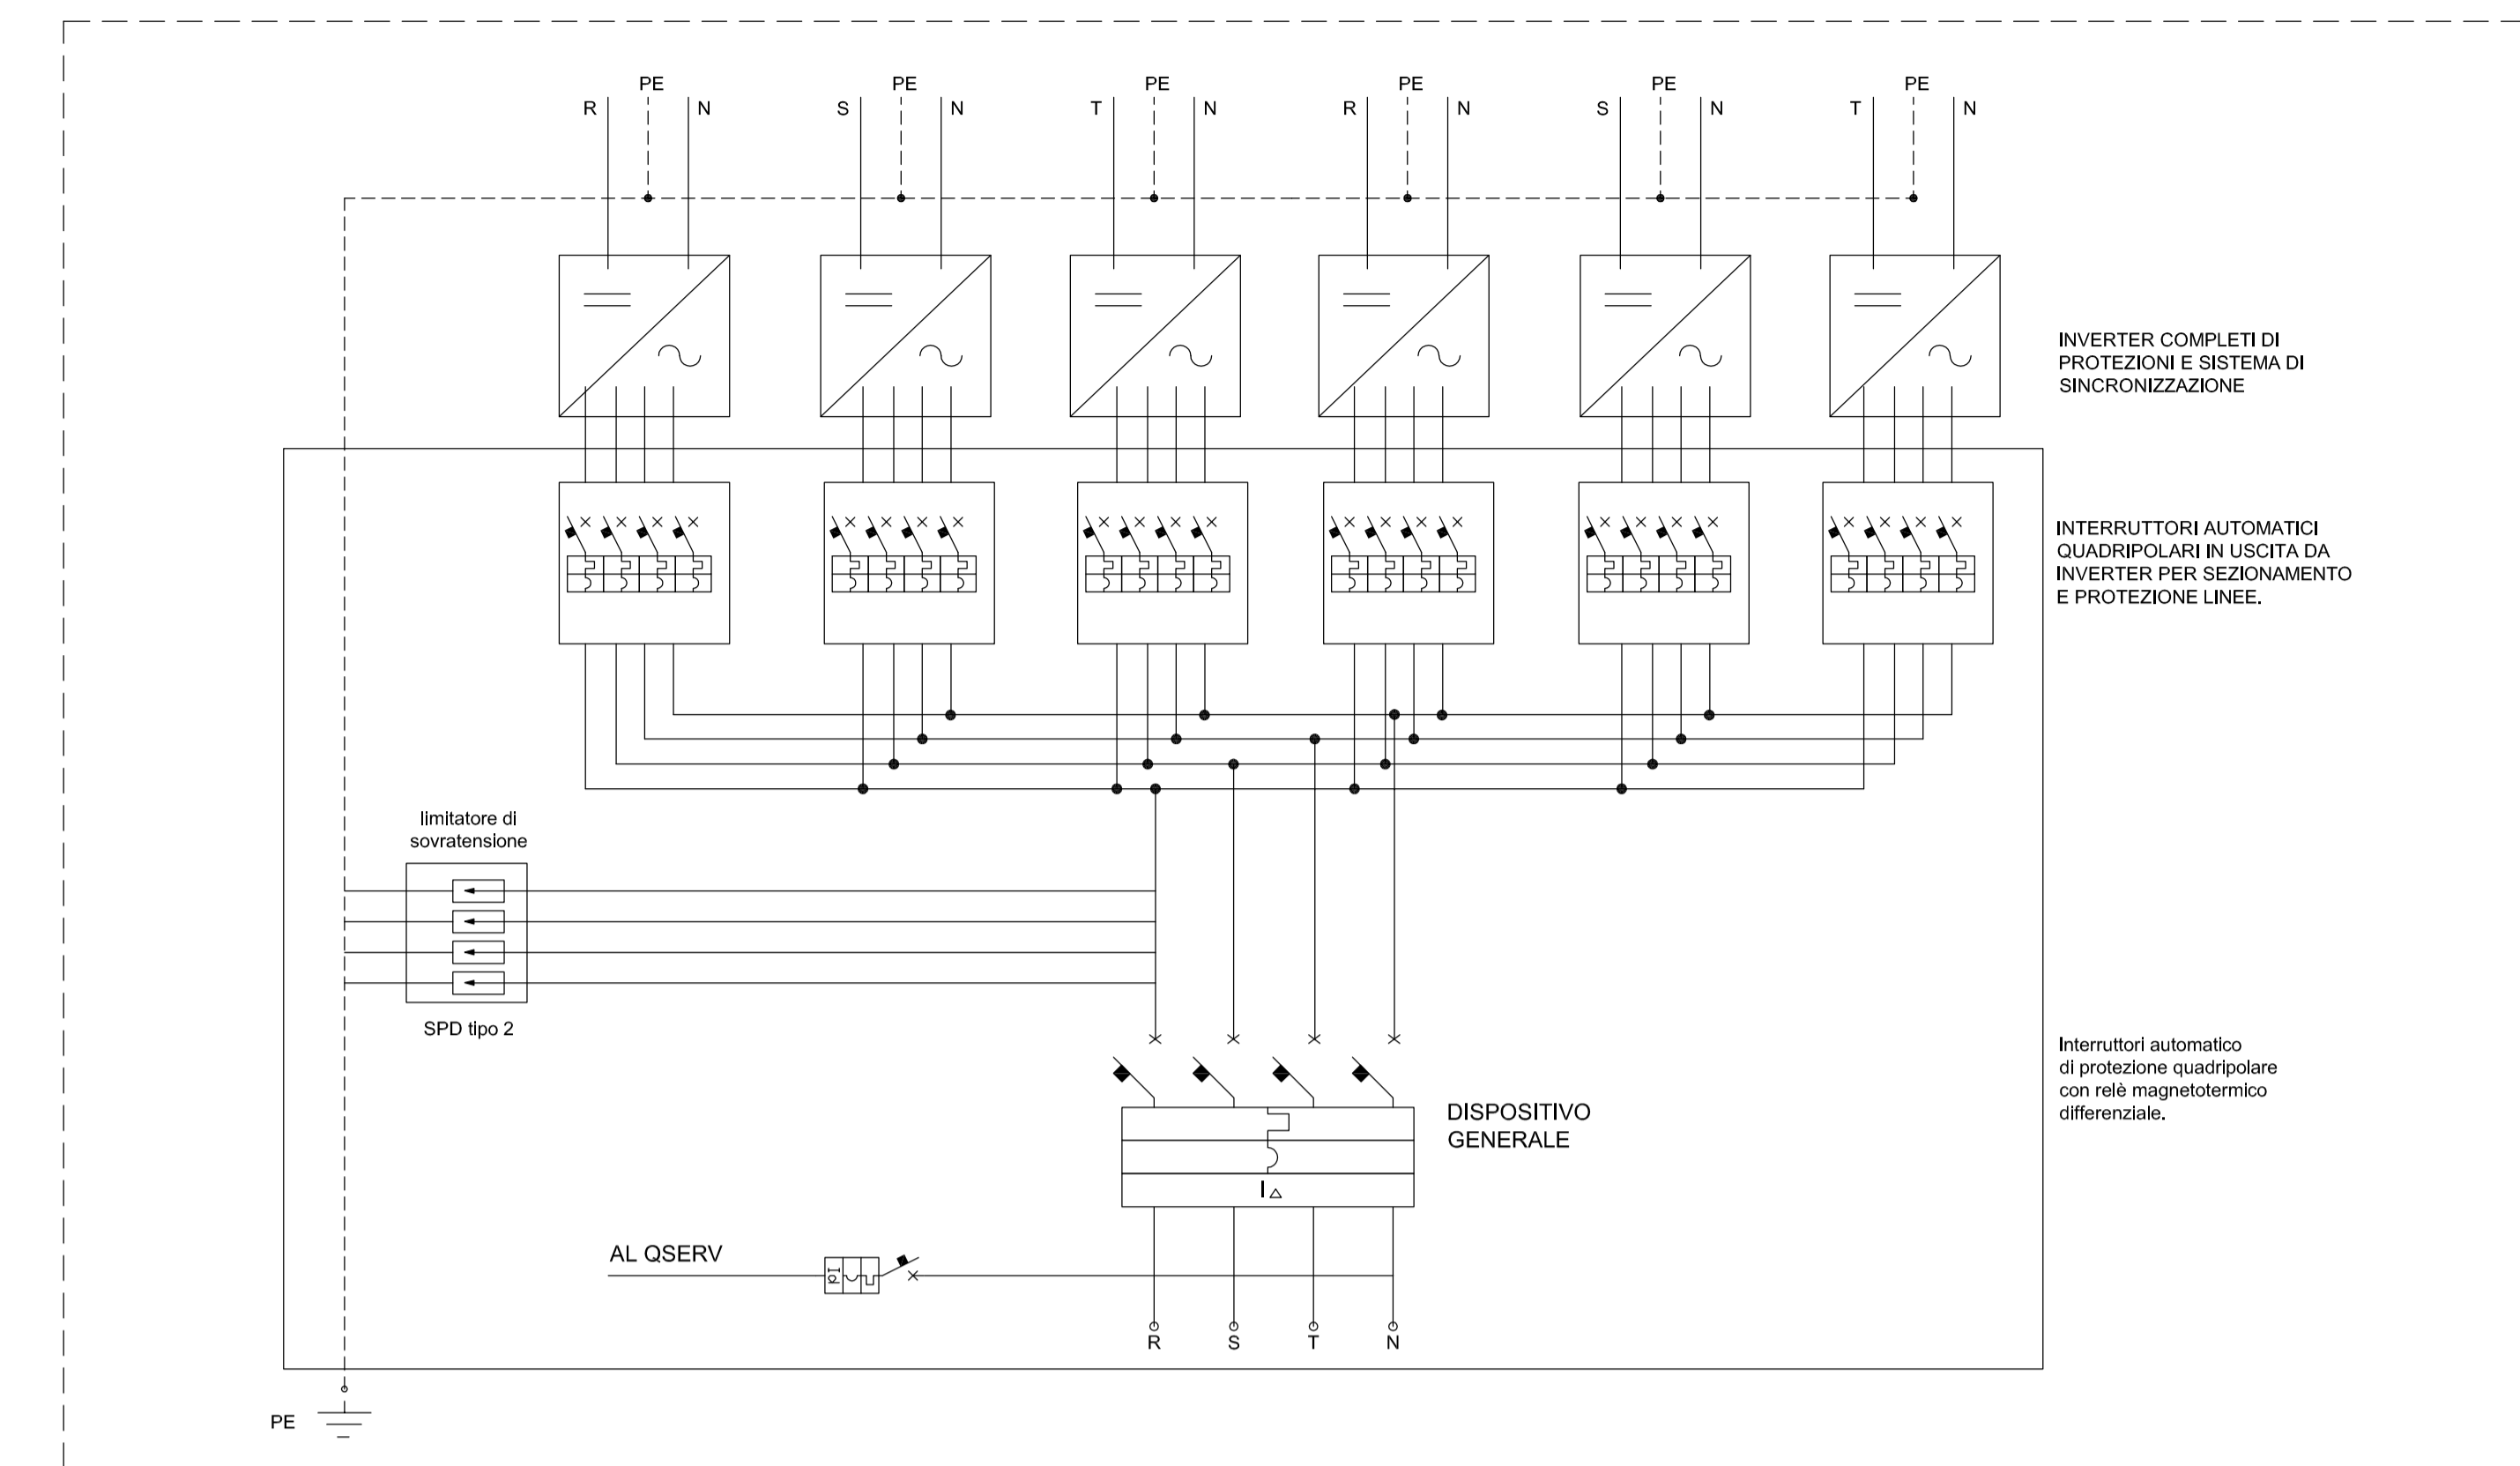 PE PE PE PE PE PE
R N S N T N R N S N T N
INVERTER COMPLETI DI
PROTEZIONI E SISTEMA DI
SINCRONIZZAZIONE
INTERRUTTORI AUTOMATICI
QUADRIPOLARI IN USCITA DA
INVERTER PER SEZIONAMENTO
E PROTEZIONE LINEE.
limitatore di
sovratensione
SPD tipo 2
Interruttori automatico
di protezione quadripolare
con relè magnetotermico
differenziale.
DISPOSITIVO
GENERALE
I△
AL QSERV
Id
R S T N
PE